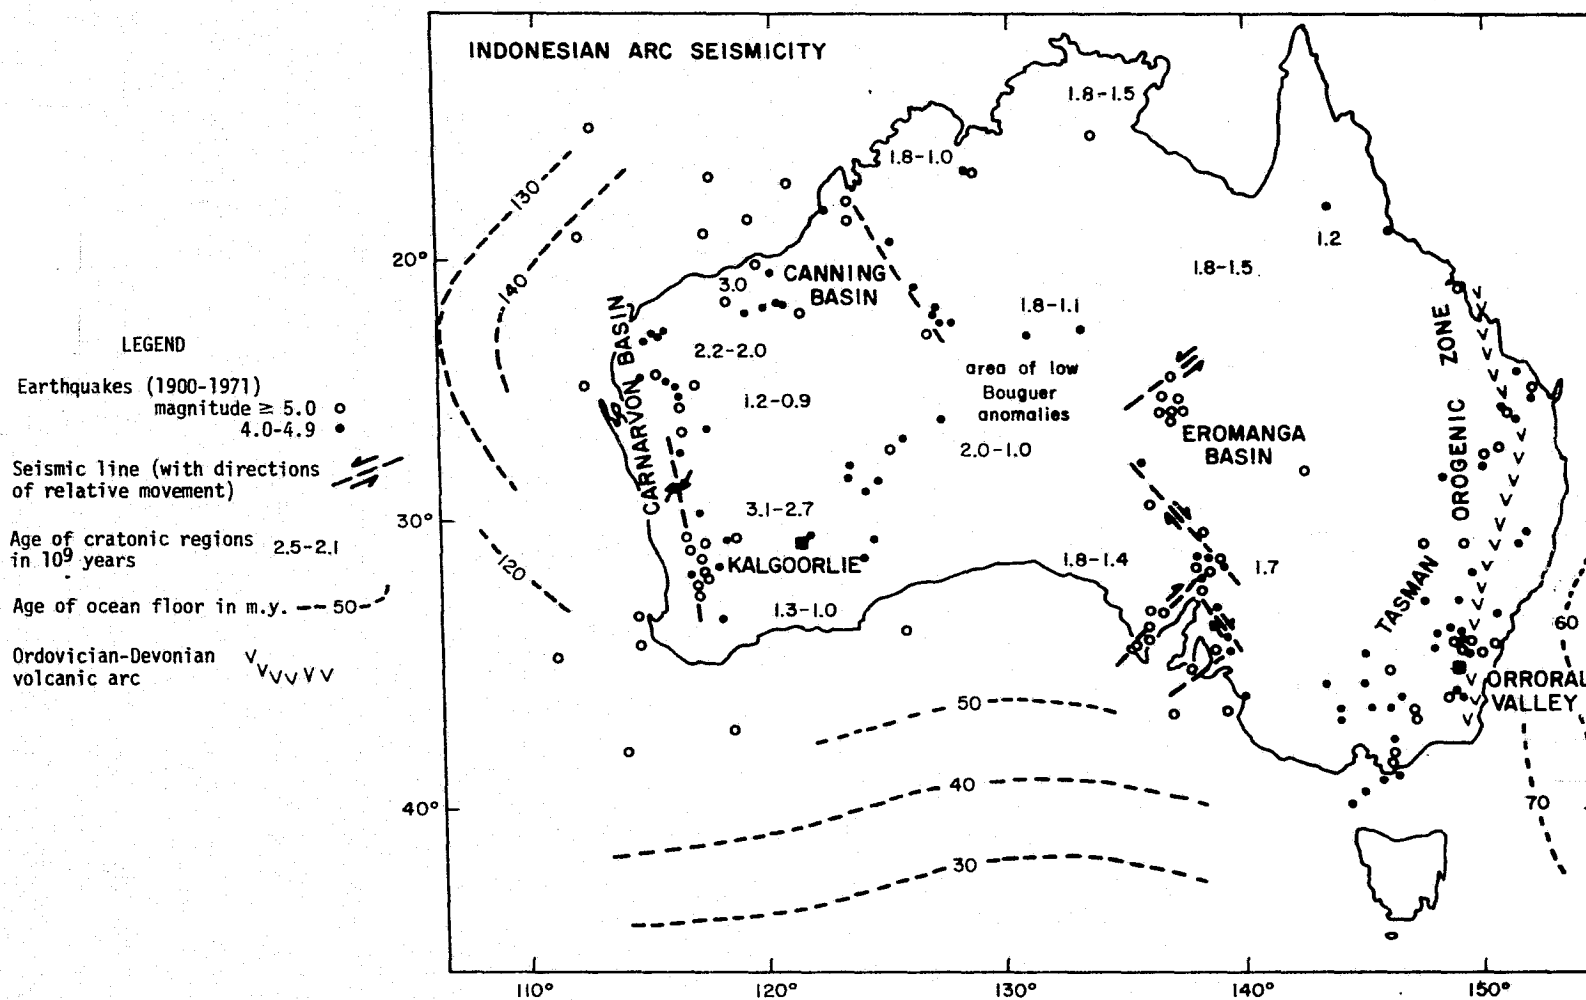 INDONESIAN ARC SEISMICITY
1.8-1.5
1.8-1.0
130
140
20°
3.0
CANNING
BASIN
1.2
1.8-1.5
1.8-1.1
CARNARVON BASIN
2.2-2.0
area of low
Bouguer
anomalies
1.2-0.9
2.0-1.0
EROMANGA
BASIN
TASMAN OROGENIC ZONE
3.1-2.7
30°
KALGOORLIE
1.8-1.4
1.7
120
1.3-1.0
60
ORRORAL
VALLEY
50
40°
40
70
30
110°
120°
130°
140°
150°
LEGEND
Earthquakes (1900-1971)
magnitude ≥ 5.0
4.0-4.9
Seismic line (with directions
of relative movement)
Age of cratonic regions
in 10⁹ years 2.5-2.1
Age of ocean floor in m.y. 50
Ordovician-Devonian
volcanic arc